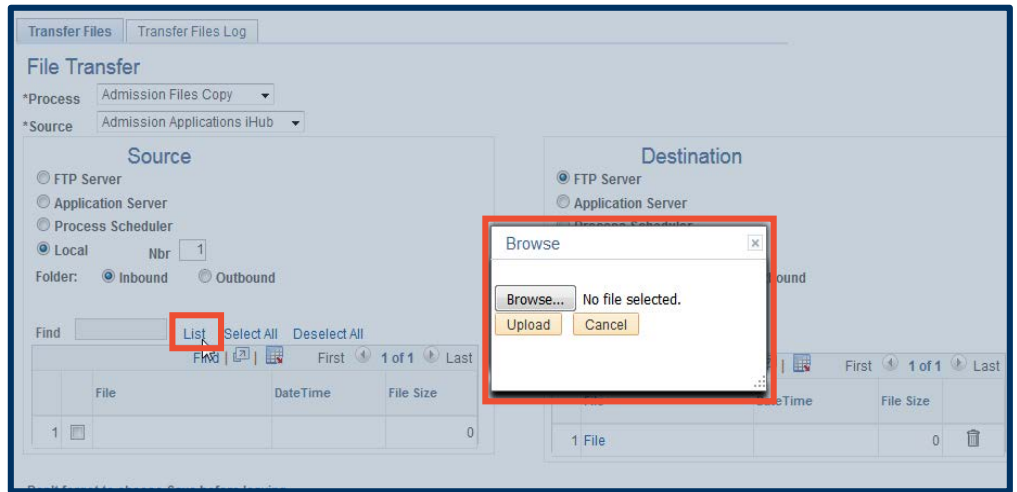 Transfer Files Transfer Files Log
File Transfer
*Process Admission Files Copy
*Source Admission Applications iHub
Source
FTP Server
Application Server
Process Scheduler
Local Nbr 1
Folder: Inbound Outbound
Find List Select All Deselect All
Find | | First 1 of 1 Last
File DateTime File Size
1 0
Destination
FTP Server
Application Server
Process Scheduler
Browse x
Browse... No file selected.
Upload Cancel
| First 1 of 1 Last
File Size
1 File 0